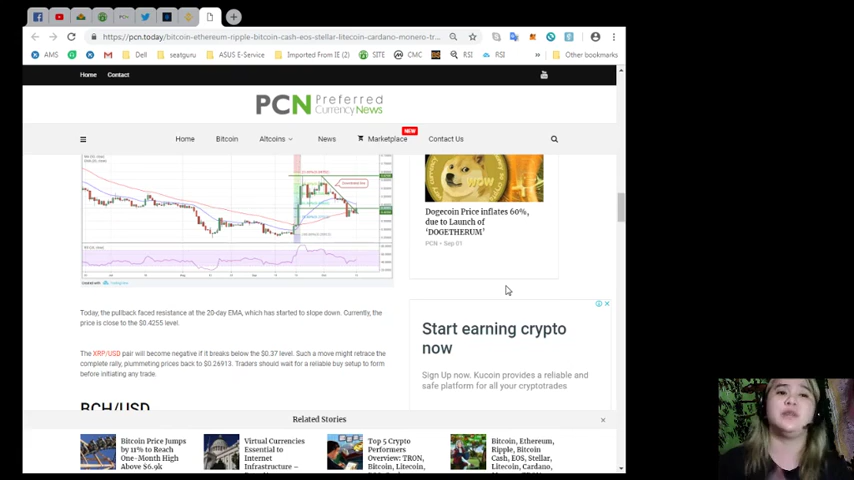 https://pcn.today/bitcoin-ethereum-ripple-bitcoin-cash-eos-stellar-litecoin-cardano-monero-tr...
AMS
Dell
seatguru
ASUS E-Service
Imported From IE (2)
SITE
CMC
RSI
RSI
»
Other bookmarks
Home Contact
PCN Preferred
Currency News
NEW
Home Bitcoin Altcoins News Marketplace Contact Us
Dogecoin Price inflates 60%,
due to Launch of
'DOGETHERUM'
PCN • Sep 01
Today, the pullback faced resistance at the 20-day EMA, which has started to slope down. Currently, the
price is close to the $0.4255 level.
Start earning crypto
now
The XRP/USD pair will become negative if it breaks below the $0.37 level. Such a move might retrace the
complete rally, plummeting prices back to $0.26913. Traders should wait for a reliable buy setup to form
before initiating any trade.
Sign Up now. Kucoin provides a reliable and
safe platform for all your cryptotrades
BCH/USD
Related Stories
Bitcoin Price Jumps
by 11% to Reach
One-Month High
Above $6.9k
Virtual Currencies
Essential to
Internet
Infrastructure –
Top 5 Crypto
Performers
Overview: TRON,
Bitcoin, Litecoin,
Bitcoin, Ethereum,
Ripple, Bitcoin
Cash, EOS, Stellar,
Litecoin, Cardano,